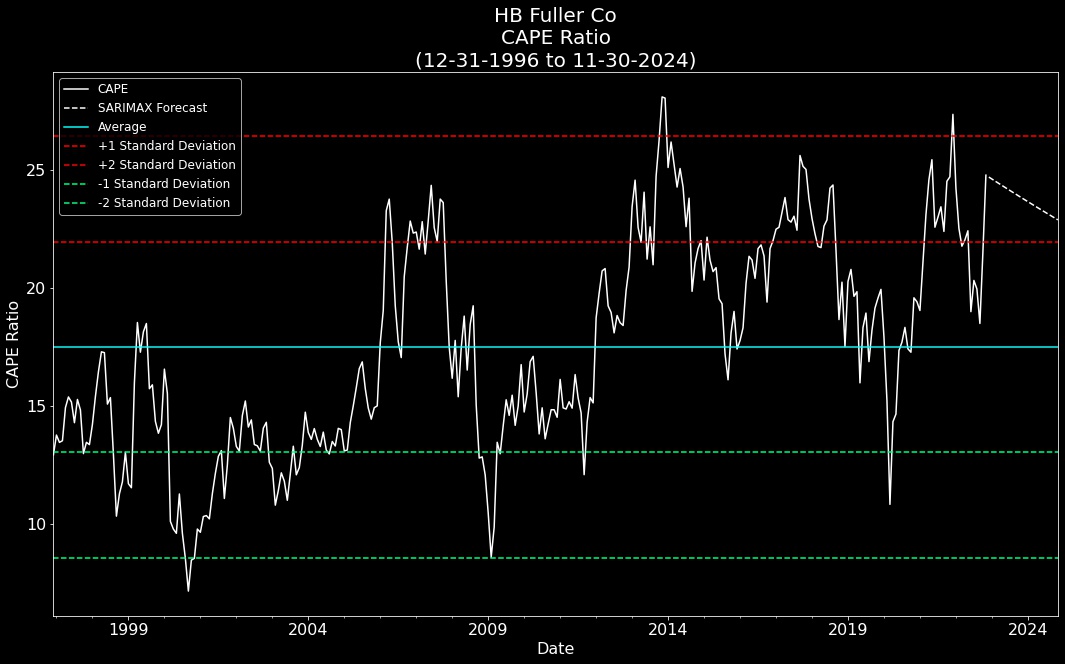 HB Fuller Co
CAPE Ratio
(12-31-1996 to 11-30-2024)
CAPE
SARIMAX Forecast
Average
+1 Standard Deviation
+2 Standard Deviation
-1 Standard Deviation
-2 Standard Deviation
25
20
15
10
CAPE Ratio
1999
2004
2009
2014
2019
2024
Date